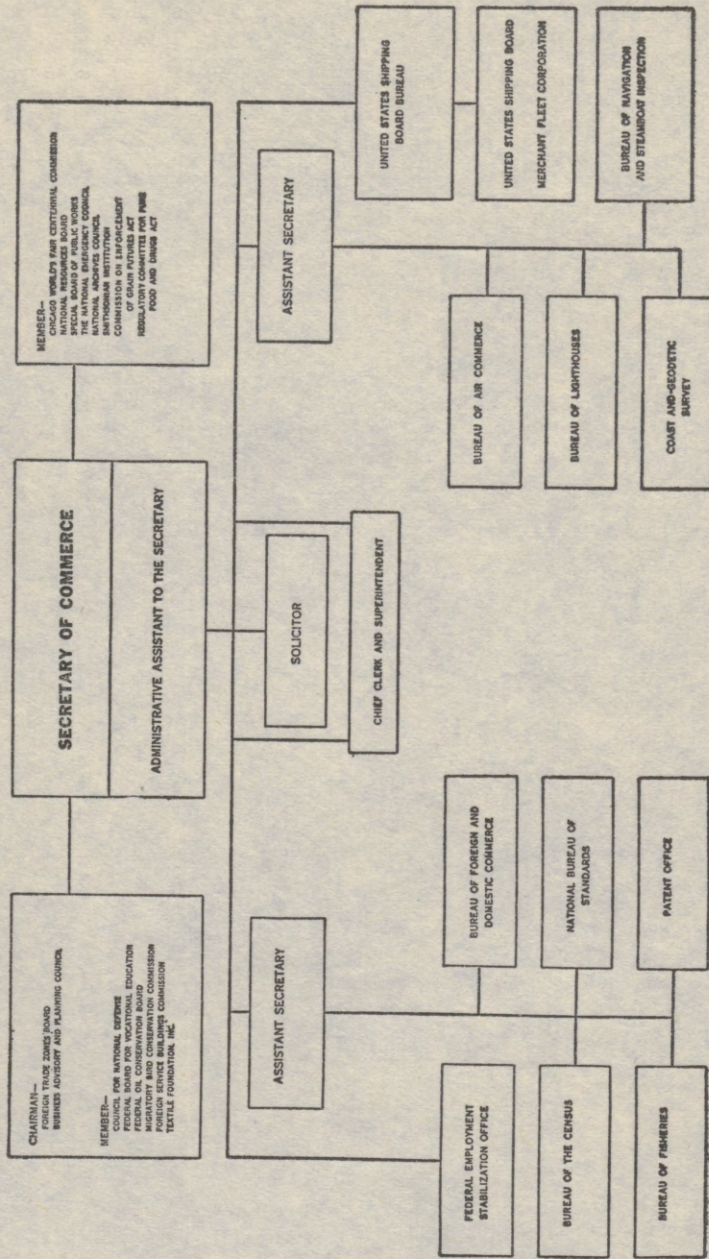 CHAIRMAN—
FOREIGN TRADE ZONES BOARD
BUSINESS ADVISORY AND PLANNING COUNCIL
MEMBER—
COUNCIL FOR NATIONAL DEFENSE
FEDERAL BOARD FOR VOCATIONAL EDUCATION
FEDERAL OIL CONSERVATION BOARD
MIGRATORY BIRD CONSERVATION COMMISSION
FOREIGN SERVICE BUILDINGS COMMISSION
TEXTILE FOUNDATION, INC.
SECRETARY OF COMMERCE
ADMINISTRATIVE ASSISTANT TO THE SECRETARY
MEMBER—
CHICAGO WORLD'S FAIR CENTENNIAL COMMISSION
NATIONAL RESOURCES BOARD
SPECIAL BOARD OF PUBLIC WORKS
THE NATIONAL EMERGENCY COUNCIL
NATIONAL ARCHIVES COUNCIL
SMITHSONIAN INSTITUTION
COMMISSION ON ENFORCEMENT
OF GRAIN FUTURES ACT
REGULATORY COMMITTEE FOR PURE
FOOD AND DRUGS ACT
ASSISTANT SECRETARY
SOLICITOR
CHIEF CLERK AND SUPERINTENDENT
ASSISTANT SECRETARY
UNITED STATES SHIPPING
BOARD BUREAU
UNITED STATES SHIPPING BOARD
MERCHANT FLEET CORPORATION
FEDERAL EMPLOYMENT
STABILIZATION OFFICE
BUREAU OF FOREIGN AND
DOMESTIC COMMERCE
BUREAU OF THE CENSUS
NATIONAL BUREAU OF
STANDARDS
BUREAU OF FISHERIES
PATENT OFFICE
BUREAU OF AIR COMMERCE
BUREAU OF LIGHTHOUSES
COAST AND-GEODETIC
SURVEY
BUREAU OF NAVIGATION
AND STEAMBOAT INSPECTION